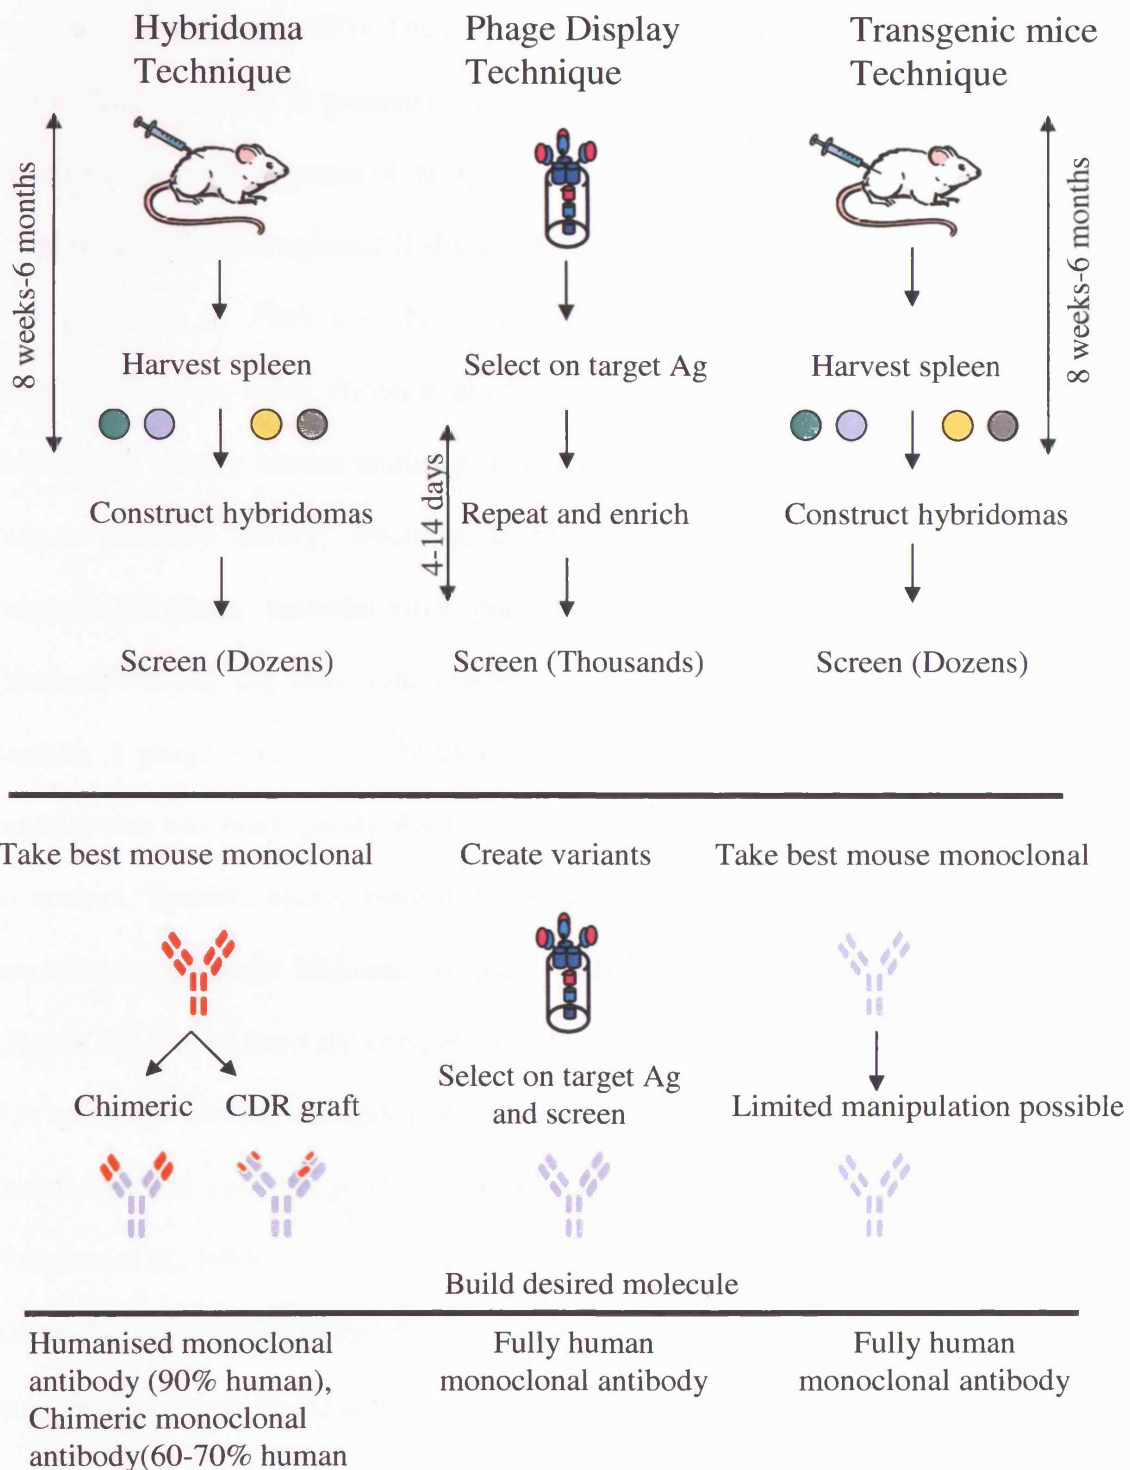 Hybridoma
Technique
Phage Display
Technique
Transgenic mice
Technique
8 weeks-6 months
Harvest spleen
Construct hybridomas
Screen (Dozens)
Select on target Ag
4-14 days
Repeat and enrich
Screen (Thousands)
8 weeks-6 months
Harvest spleen
Construct hybridomas
Screen (Dozens)
Take best mouse monoclonal
Chimeric
CDR graft
Create variants
Select on target Ag
and screen
Take best mouse monoclonal
Limited manipulation possible
Build desired molecule
Humanised monoclonal
antibody (90% human),
Chimeric monoclonal
antibody(60-70% human
Fully human
monoclonal antibody
Fully human
monoclonal antibody